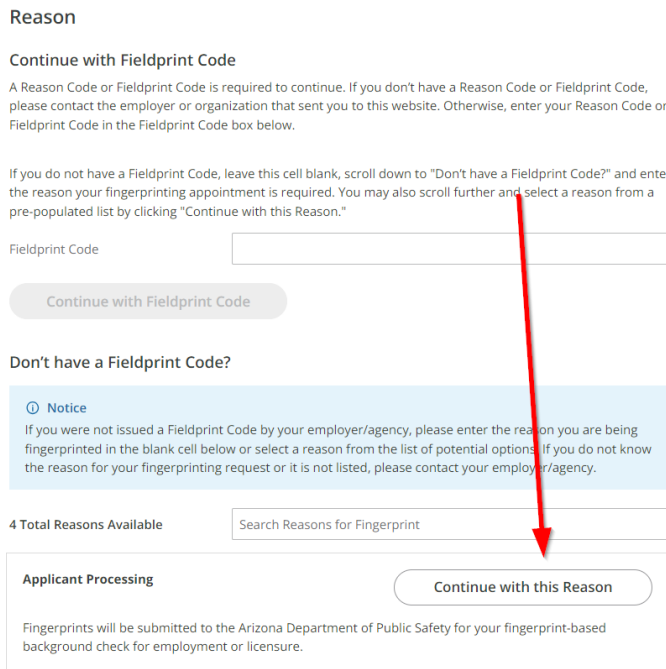 Reason
Continue with Fieldprint Code
A Reason Code or Fieldprint Code is required to continue. If you don't have a Reason Code or Fieldprint Code,
please contact the employer or organization that sent you to this website. Otherwise, enter your Reason Code or
Fieldprint Code in the Fieldprint Code box below.
If you do not have a Fieldprint Code, leave this cell blank, scroll down to "Don't have a Fieldprint Code?" and ente
the reason your fingerprinting appointment is required. You may also scroll further and select a reason from a
pre-populated list by clicking "Continue with this Reason."
Fieldprint Code
Continue with Fieldprint Code
Don't have a Fieldprint Code?
Notice
If you were not issued a Fieldprint Code by your employer/agency, please enter the reason you are being
fingerprinted in the blank cell below or select a reason from the list of potential options. If you do not know
the reason for your fingerprinting request or it is not listed, please contact your employer/agency.
4 Total Reasons Available
Search Reasons for Fingerprint
Applicant Processing
Continue with this Reason
Fingerprints will be submitted to the Arizona Department of Public Safety for your fingerprint-based
background check for employment or licensure.